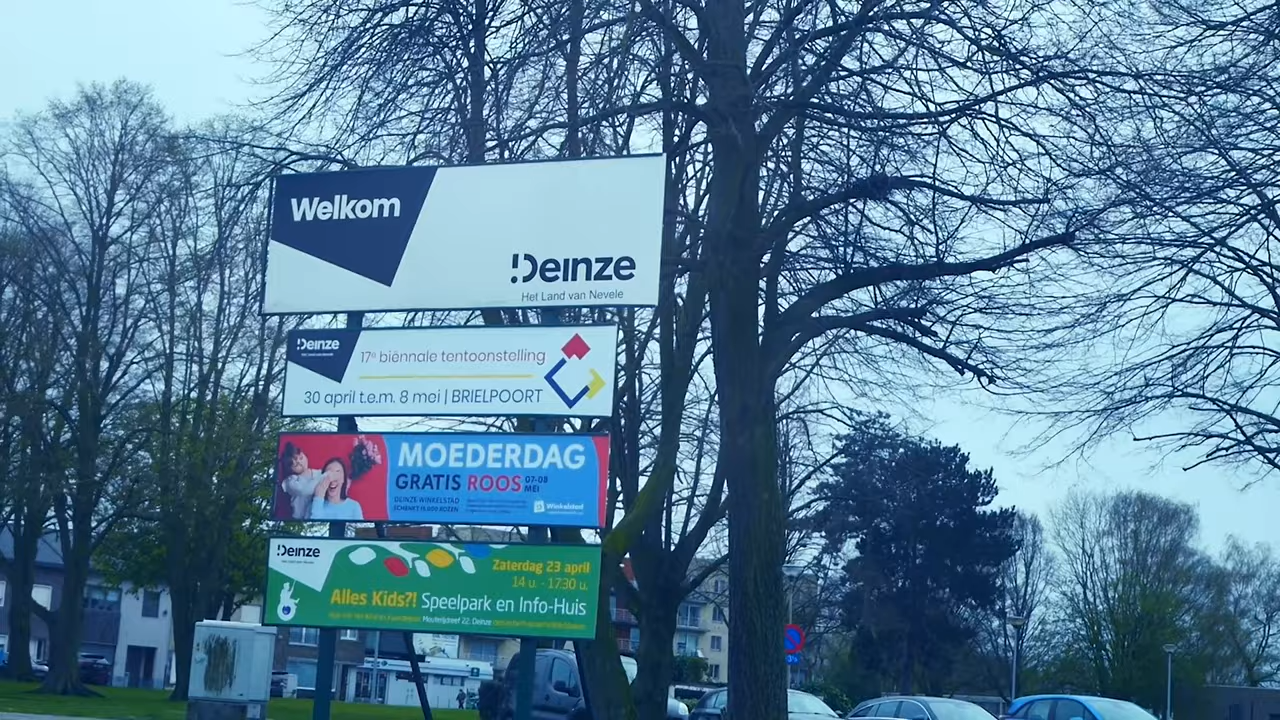 Welkom
Deinze
Het Land van Nevele
Deinze
17e biënnale tentoonstelling
30 april t.e.m. 8 mei | BRIELPOORT
MOEDERDAG
GRATIS ROOS 07-08 MEI
DEINZE WINKELSTAD
SCHENKT 15.000 ROZEN
Winkelstad
Deinze
Zaterdag 23 april
14 u. - 17.30 u.
Alles Kids?! Speelpark en Info-Huis